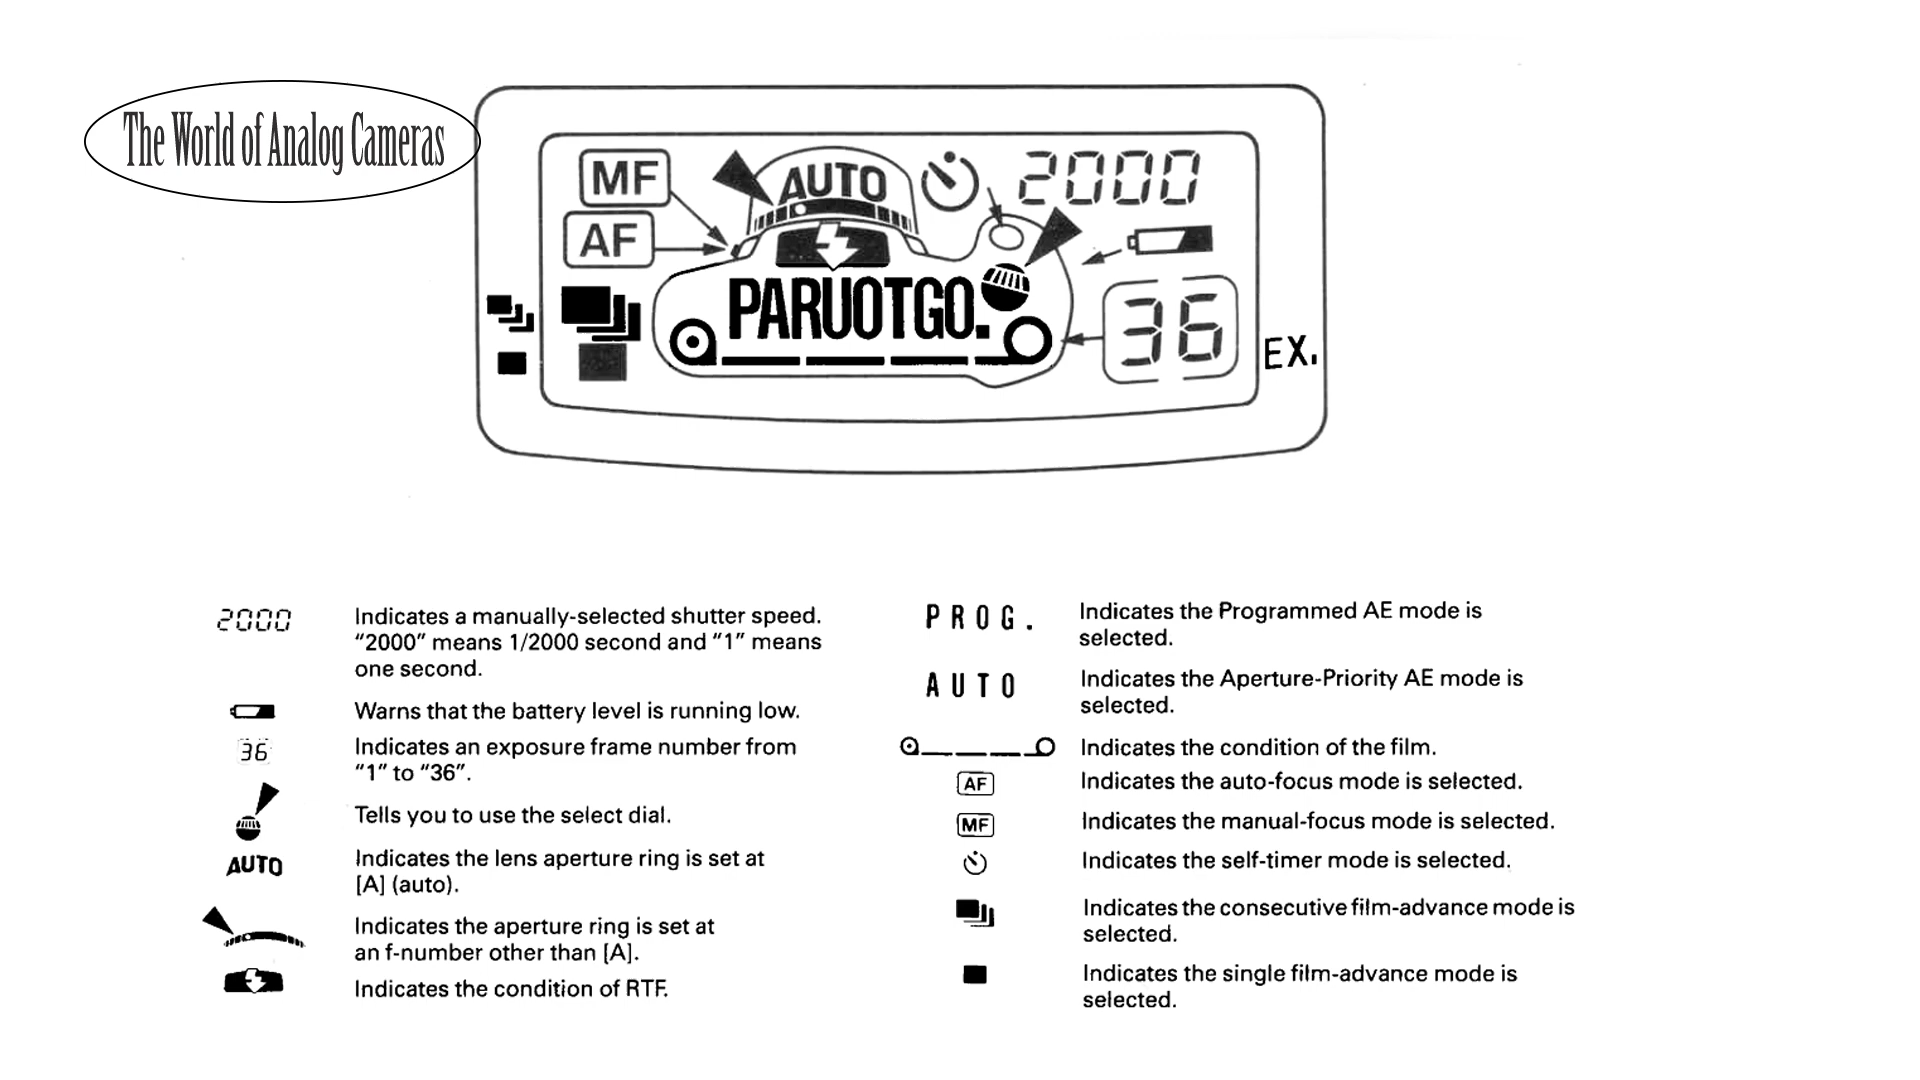 The World of Analog Cameras
MF
AUTO
2000
AF
PARUOTGO.
36
EX.
2000
Indicates a manually-selected shutter speed.
“2000” means 1/2000 second and “1” means
one second.
Warns that the battery level is running low.
36
Indicates an exposure frame number from
“1” to “36”.
Tells you to use the select dial.
AUTO
Indicates the lens aperture ring is set at
[A] (auto).
Indicates the aperture ring is set at
an f-number other than [A].
Indicates the condition of RTF.
PROG.
Indicates the Programmed AE mode is
selected.
AUTO
Indicates the Aperture-Priority AE mode is
selected.
Indicates the condition of the film.
AF
Indicates the auto-focus mode is selected.
MF
Indicates the manual-focus mode is selected.
Indicates the self-timer mode is selected.
Indicates the consecutive film-advance mode is
selected.
Indicates the single film-advance mode is
selected.